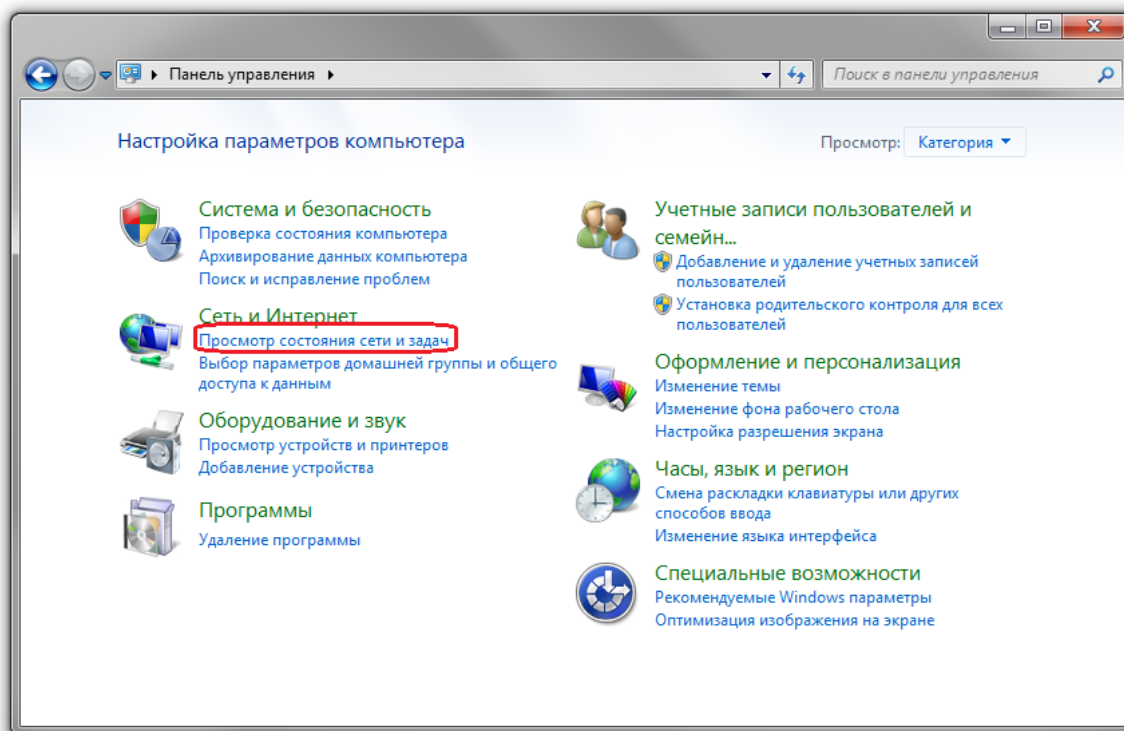 Панель управления
Поиск в панели управления
Настройка параметров компьютера
Просмотр: Категория
Система и безопасность
Проверка состояния компьютера
Архивирование данных компьютера
Поиск и исправление проблем
Сеть и Интернет
Просмотр состояния сети и задач
Выбор параметров домашней группы и общего
доступа к данным
Оборудование и звук
Просмотр устройств и принтеров
Добавление устройства
Программы
Удаление программы
Учетные записи пользователей и
семейн...
Добавление и удаление учетных записей
пользователей
Установка родительского контроля для всех
пользователей
Оформление и персонализация
Изменение темы
Изменение фона рабочего стола
Настройка разрешения экрана
Часы, язык и регион
Смена раскладки клавиатуры или других
способов ввода
Изменение языка интерфейса
Специальные возможности
Рекомендуемые Windows параметры
Оптимизация изображения на экране